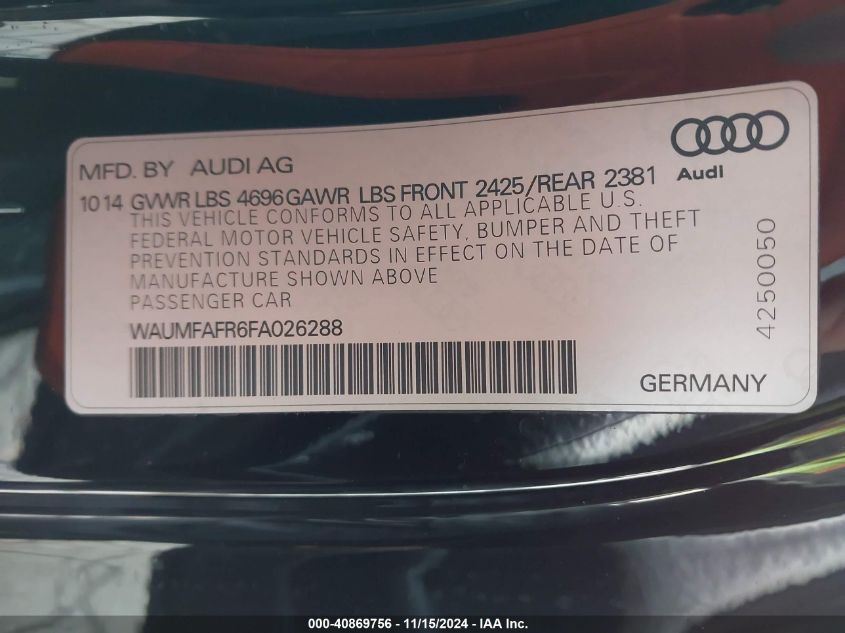 MFD. BY AUDI AG
Audi
1014 GVWR LBS 4696 GAWR LBS FRONT 2425/REAR 2381
THIS VEHICLE CONFORMS TO ALL APPLICABLE U.S.
FEDERAL MOTOR VEHICLE SAFETY, BUMPER AND THEFT
PREVENTION STANDARDS IN EFFECT ON THE DATE OF
MANUFACTURE SHOWN ABOVE
PASSENGER CAR
WAUMFAFR6FA026288
GERMANY
4250050
000-40869756 - 11/15/2024 - IAA Inc.